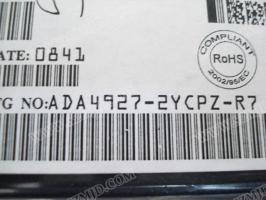 ATE: 0841
COMPLIANT
RoHS
2002/95/EC
G NO:ADA4927-2YCPZ-R7